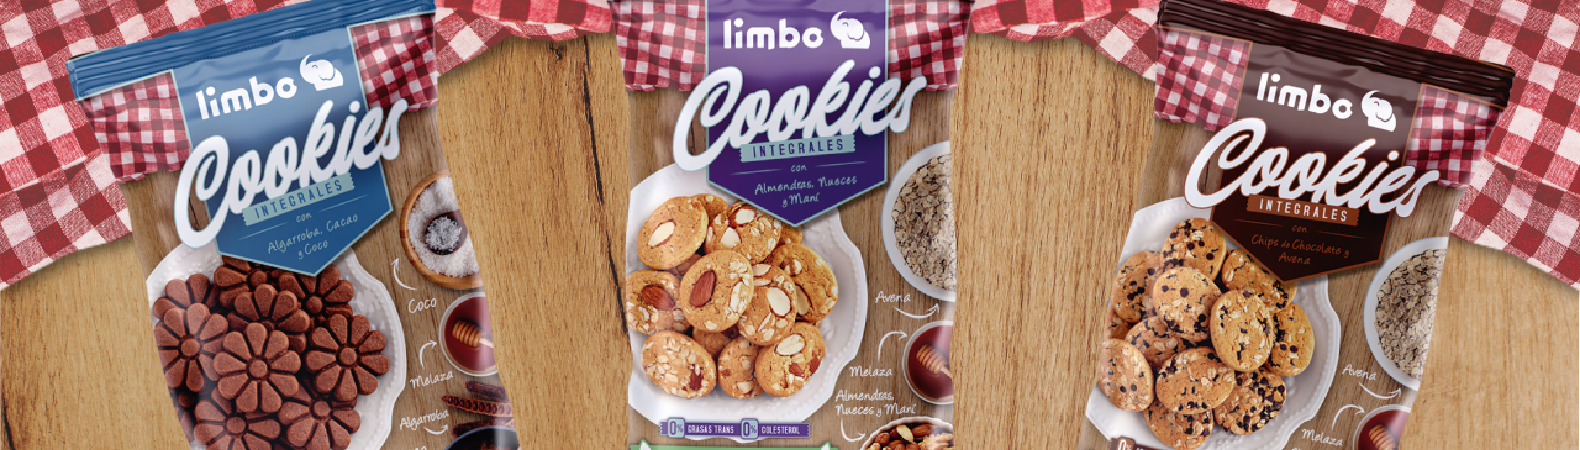 limbo
Cookies
INTEGRALES
con
Algarroba, Cacao
y Coco
Coco
Melaza
Algarroba
limbo
Cookies
INTEGRALES
con
Almendras, Nueces
y Maní
Avena
Melaza
Almendras,
Nueces y Maní
0% GRASAS TRANS 0% COLESTEROL
limbo
Cookies
INTEGRALES
con
Chips de Chocolate y
Avena
Avena
Melaza